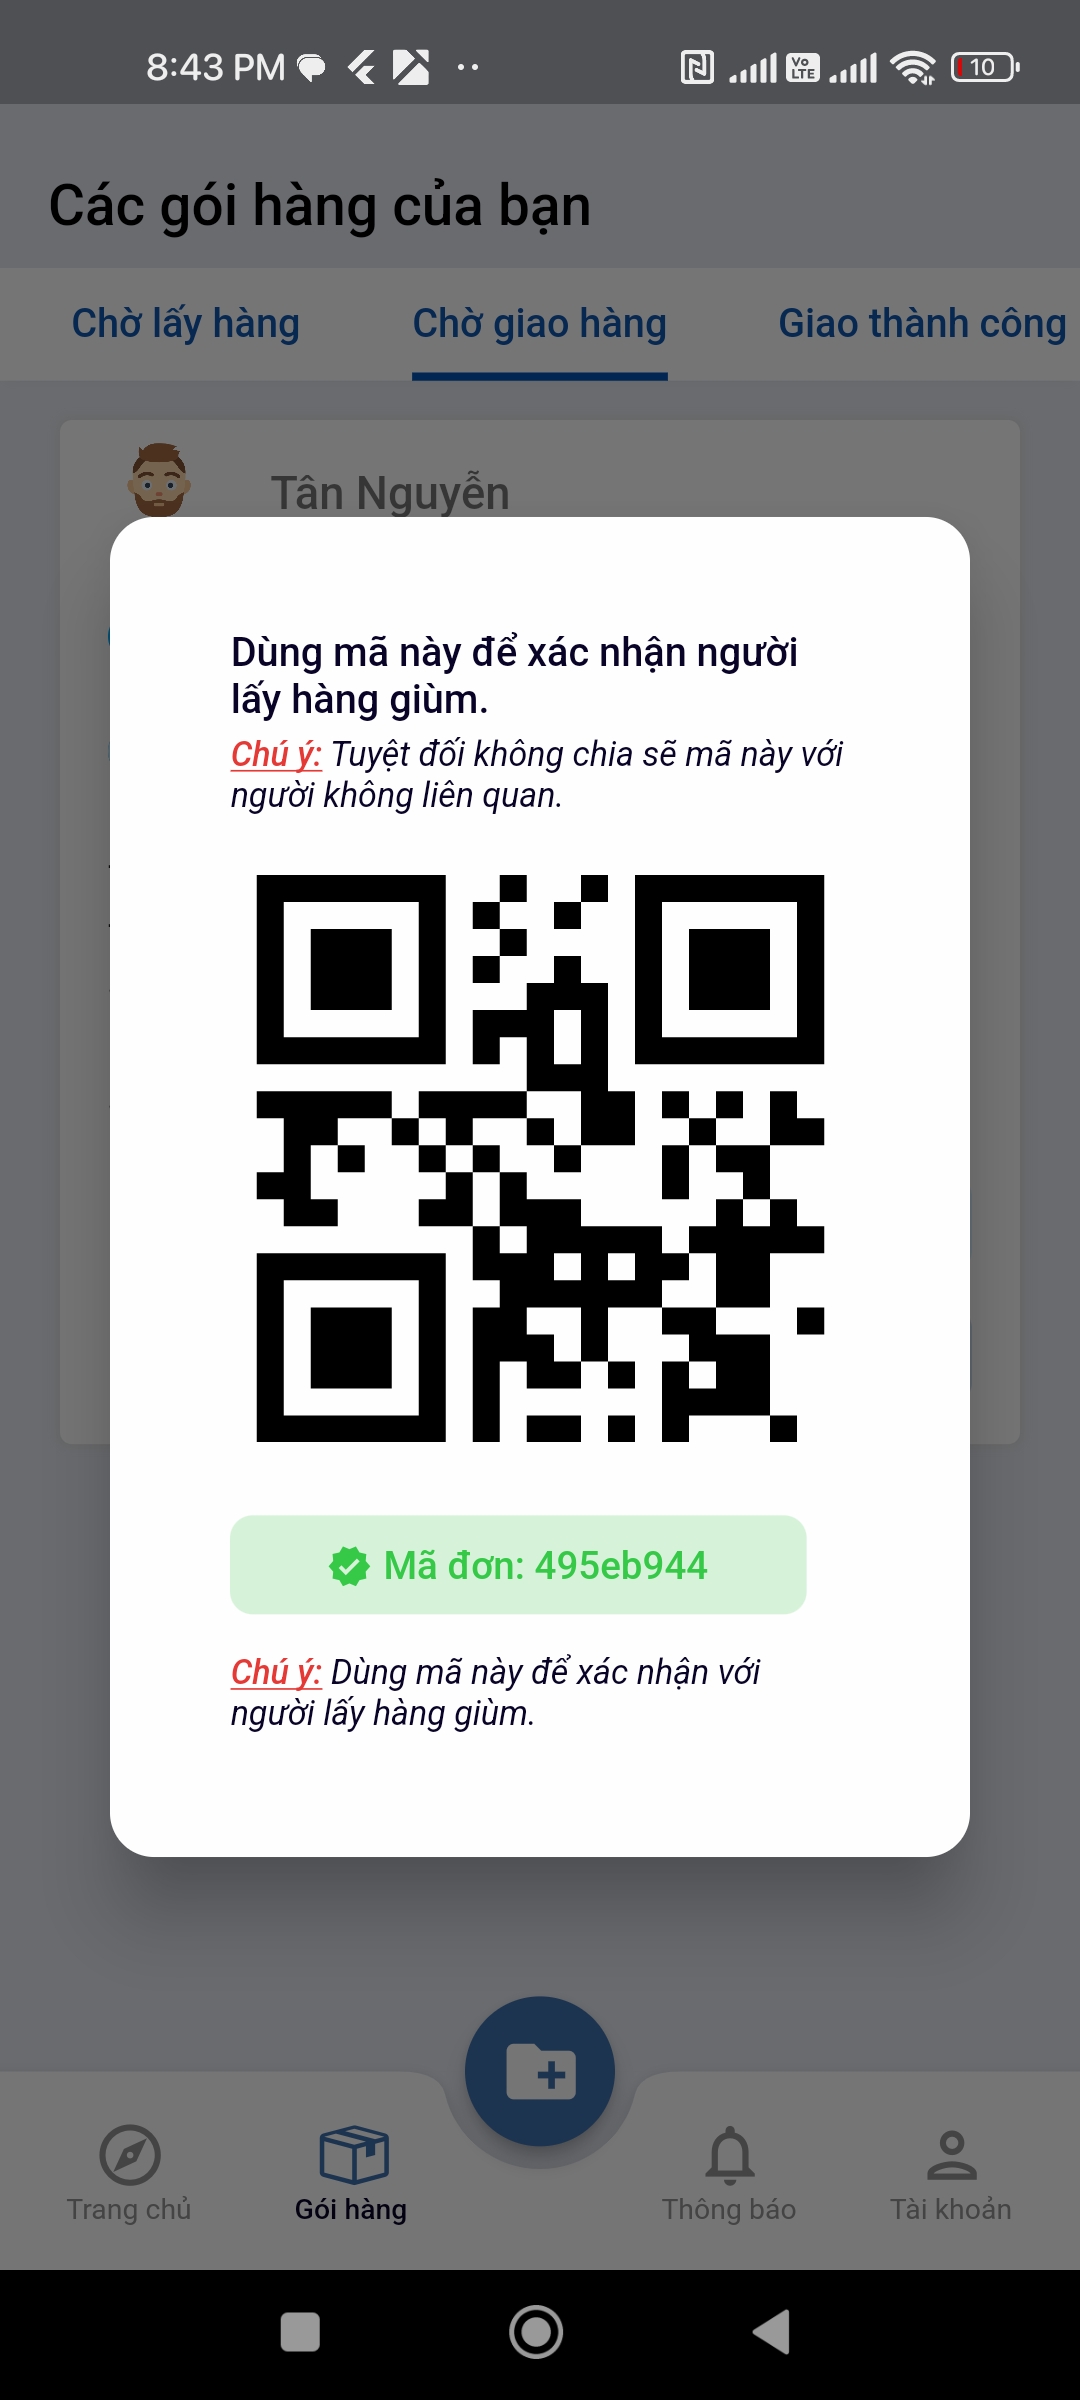 8:43 PM
Vo LTE
10
Các gói hàng của bạn
Chờ lấy hàng Chờ giao hàng Giao thành công
Tân Nguyễn
Dùng mã này để xác nhận người
lấy hàng giùm.
Chú ý: Tuyệt đối không chia sẽ mã này với
người không liên quan.
Mã đơn: 495eb944
Chú ý: Dùng mã này để xác nhận với
người lấy hàng giùm.
Trang chủ Gói hàng Thông báo Tài khoản